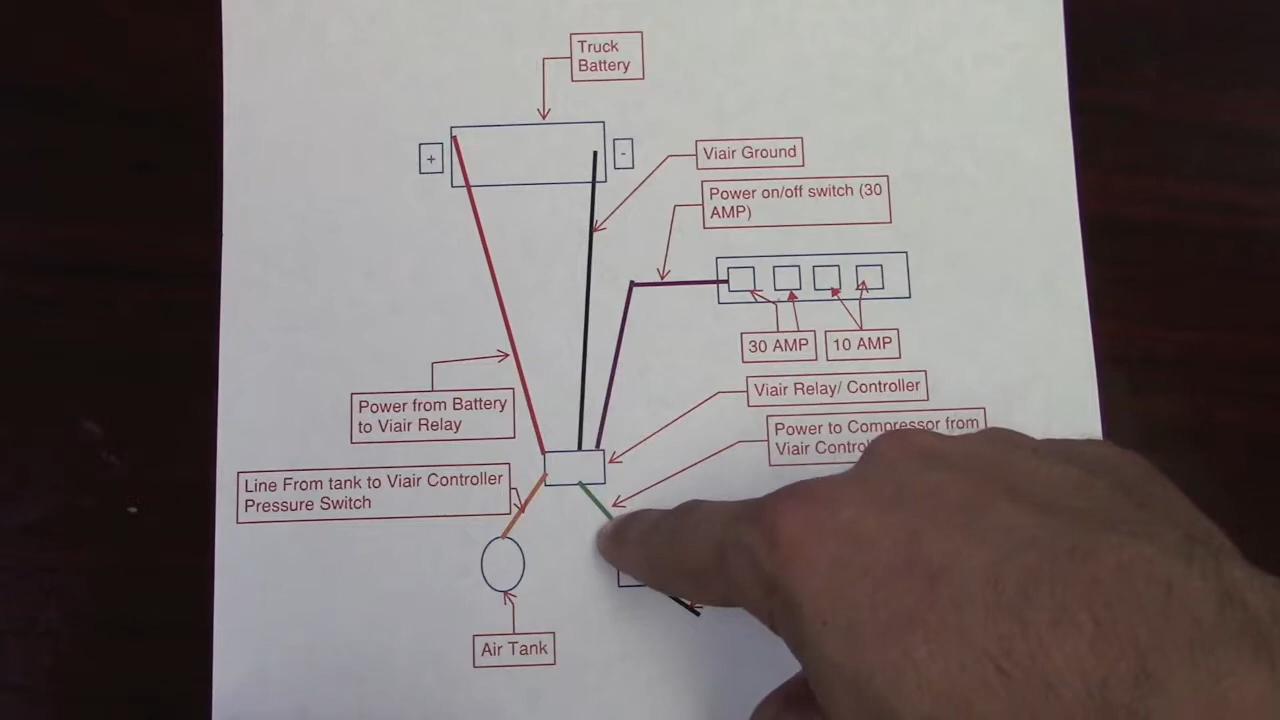 Truck
Battery
+
-
Viair Ground
Power on/off switch (30
AMP)
30 AMP
10 AMP
Viair Relay/ Controller
Power from Battery
to Viair Relay
Power to Compressor from
Viair
Line From tank to Viair Controller
Pressure Switch
Air Tank